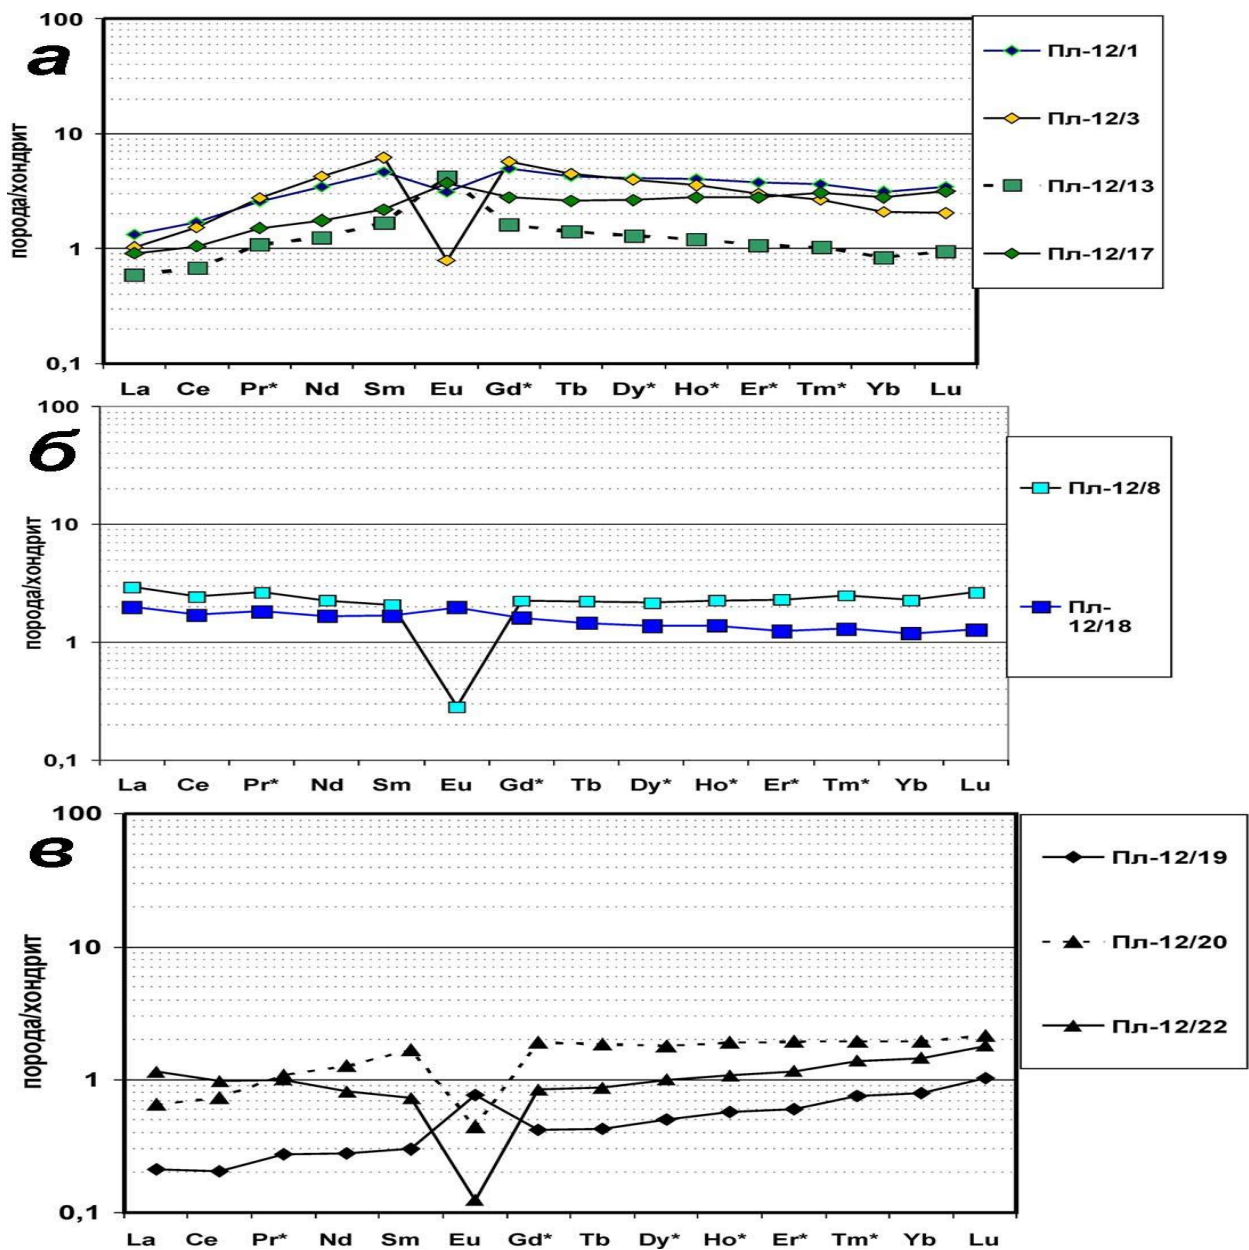 а
порода/хондрит
100
10
1
0,1
La Ce Pr* Nd Sm Eu Gd* Tb Dy* Ho* Er* Tm* Yb Lu
Пл-12/1
Пл-12/3
Пл-12/13
Пл-12/17
б
порода/хондрит
100
10
1
0,1
La Ce Pr* Nd Sm Eu Gd* Tb Dy* Ho* Er* Tm* Yb Lu
Пл-12/8
Пл-
12/18
в
порода/хондрит
100
10
1
0,1
La Ce Pr* Nd Sm Eu Gd* Tb Dy* Ho* Er* Tm* Yb Lu
Пл-12/19
Пл-12/20
Пл-12/22